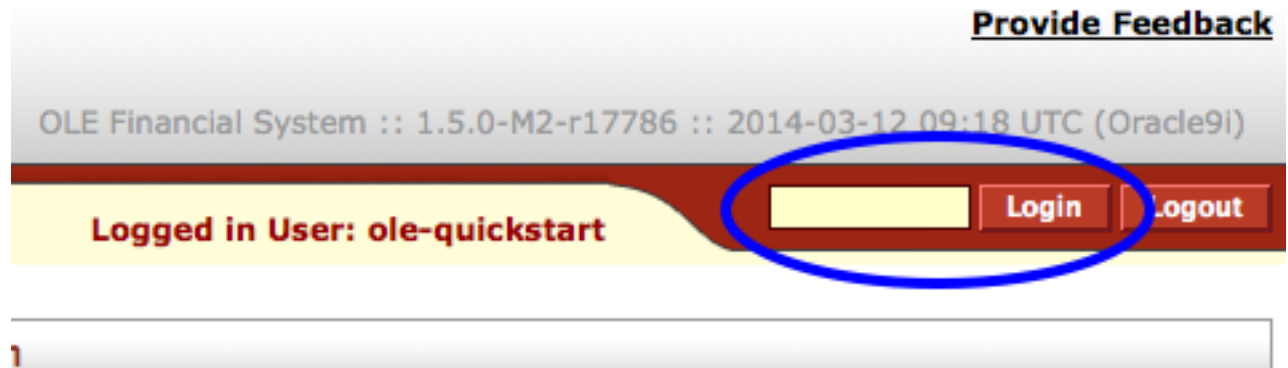 Provide Feedback
OLE Financial System :: 1.5.0-M2-r17786 :: 2014-03-12 09:18 UTC (Oracle9i)
Logged in User: ole-quickstart Login Logout